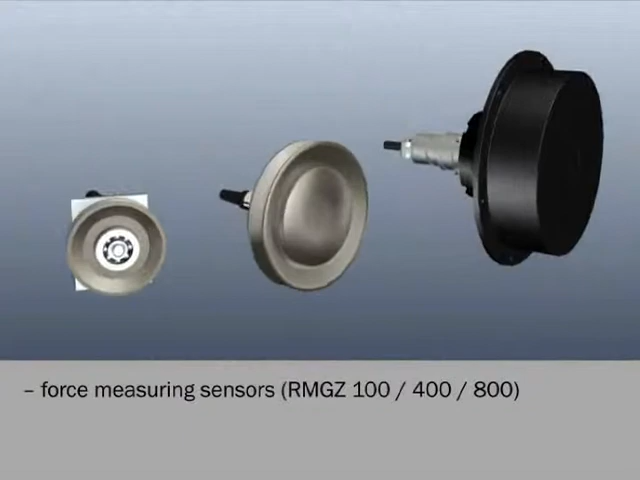 – force measuring sensors (RMGZ 100 / 400 / 800)